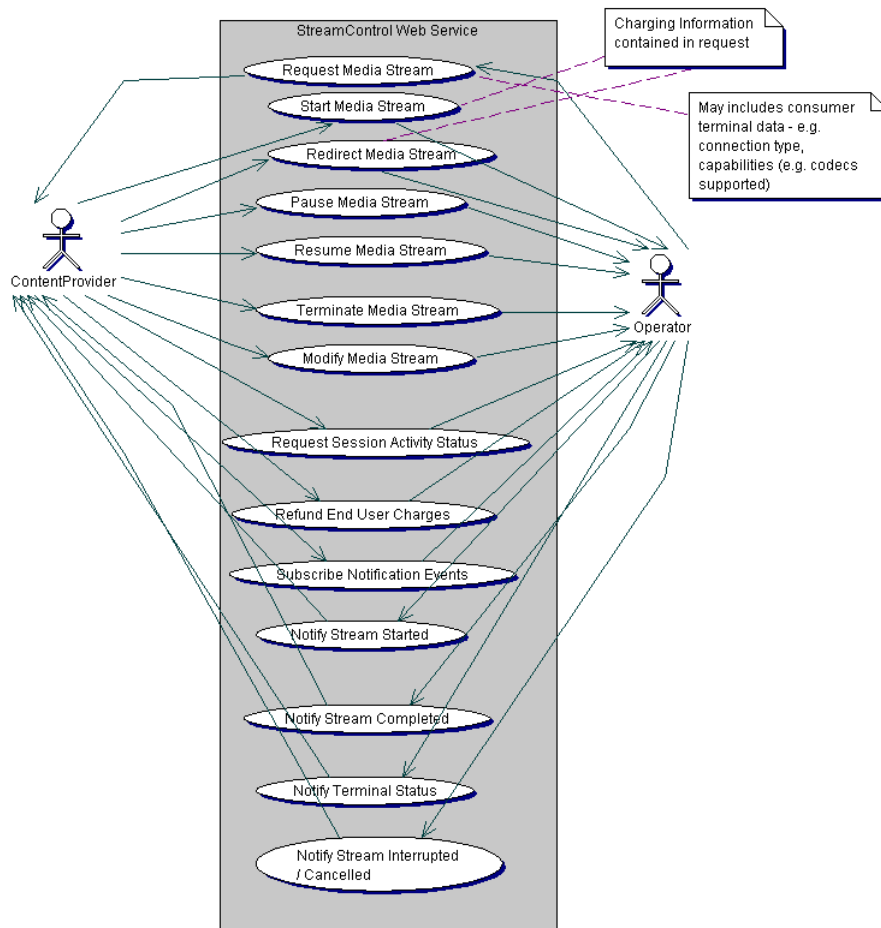 StreamControl Web Service
Charging Information
contained in request
Request Media Stream
Start Media Stream
May includes consumer
terminal data - e.g.
connection type,
capabilities (e.g. codecs
supported)
Redirect Media Stream
Pause Media Stream
Resume Media Stream
ContentProvider
Terminate Media Stream
Operator
Modify Media Stream
Request Session Activity Status
Refund End User Charges
Subscribe Notification Events
Notify Stream Started
Notify Stream Completed
Notify Terminal Status
Notify Stream Interrupted
/ Cancelled